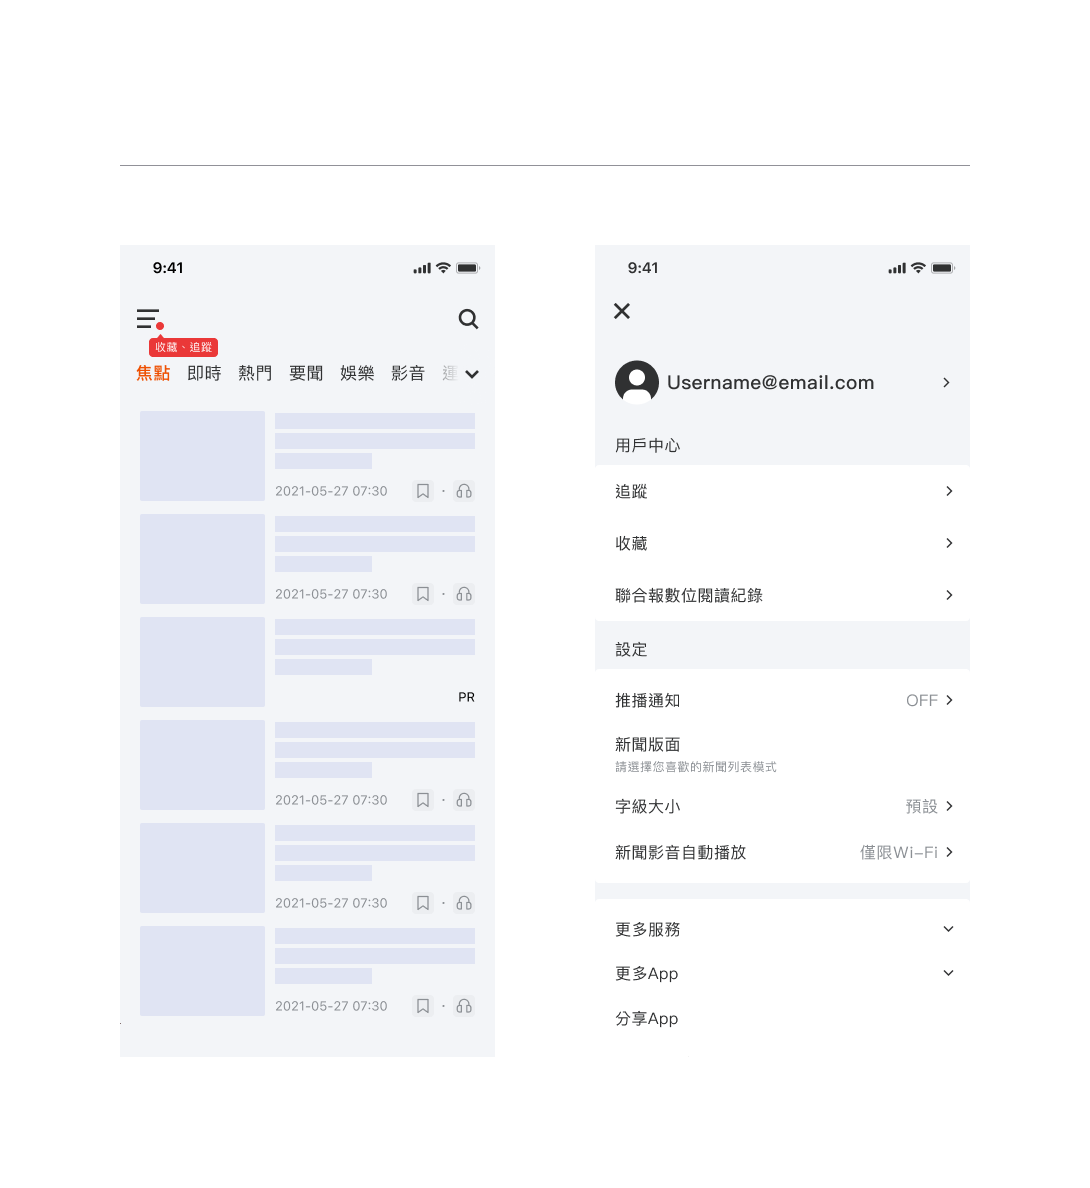 9:41
收藏、追蹤
焦點 即時 熱門 要聞 娛樂 影音 運
2021-05-27 07:30
2021-05-27 07:30
PR
2021-05-27 07:30
2021-05-27 07:30
2021-05-27 07:30
9:41
Username@email.com
用戶中心
追蹤
收藏
聯合報數位閱讀紀錄
設定
推播通知 OFF
新聞版面
請選擇您喜歡的新聞列表模式
字級大小 預設
新聞影音自動播放 僅限Wi-Fi
更多服務
更多App
分享App